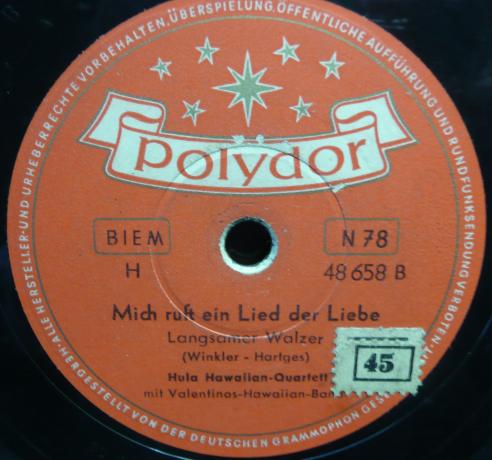 ALLE HERSTELLER- UND URHEBERRECHTE VORBEHALTEN, ÜBERSPIELUNG, ÖFFENTLICHE AUFFÜHRUNG UND RUNDFUNKSENDUNG VERBOTEN.
polydor
BIEM
N 78
H
48 658 B
Mich ruft ein Lied der Liebe
Langsamer Walzer
(Winkler - Hartges)
Hula Hawaiian-Quartett
mit Valentinos-Hawaiian-Ban
45
HERGESTELLT VON DER DEUTSCHEN GRAMMOPHON GES